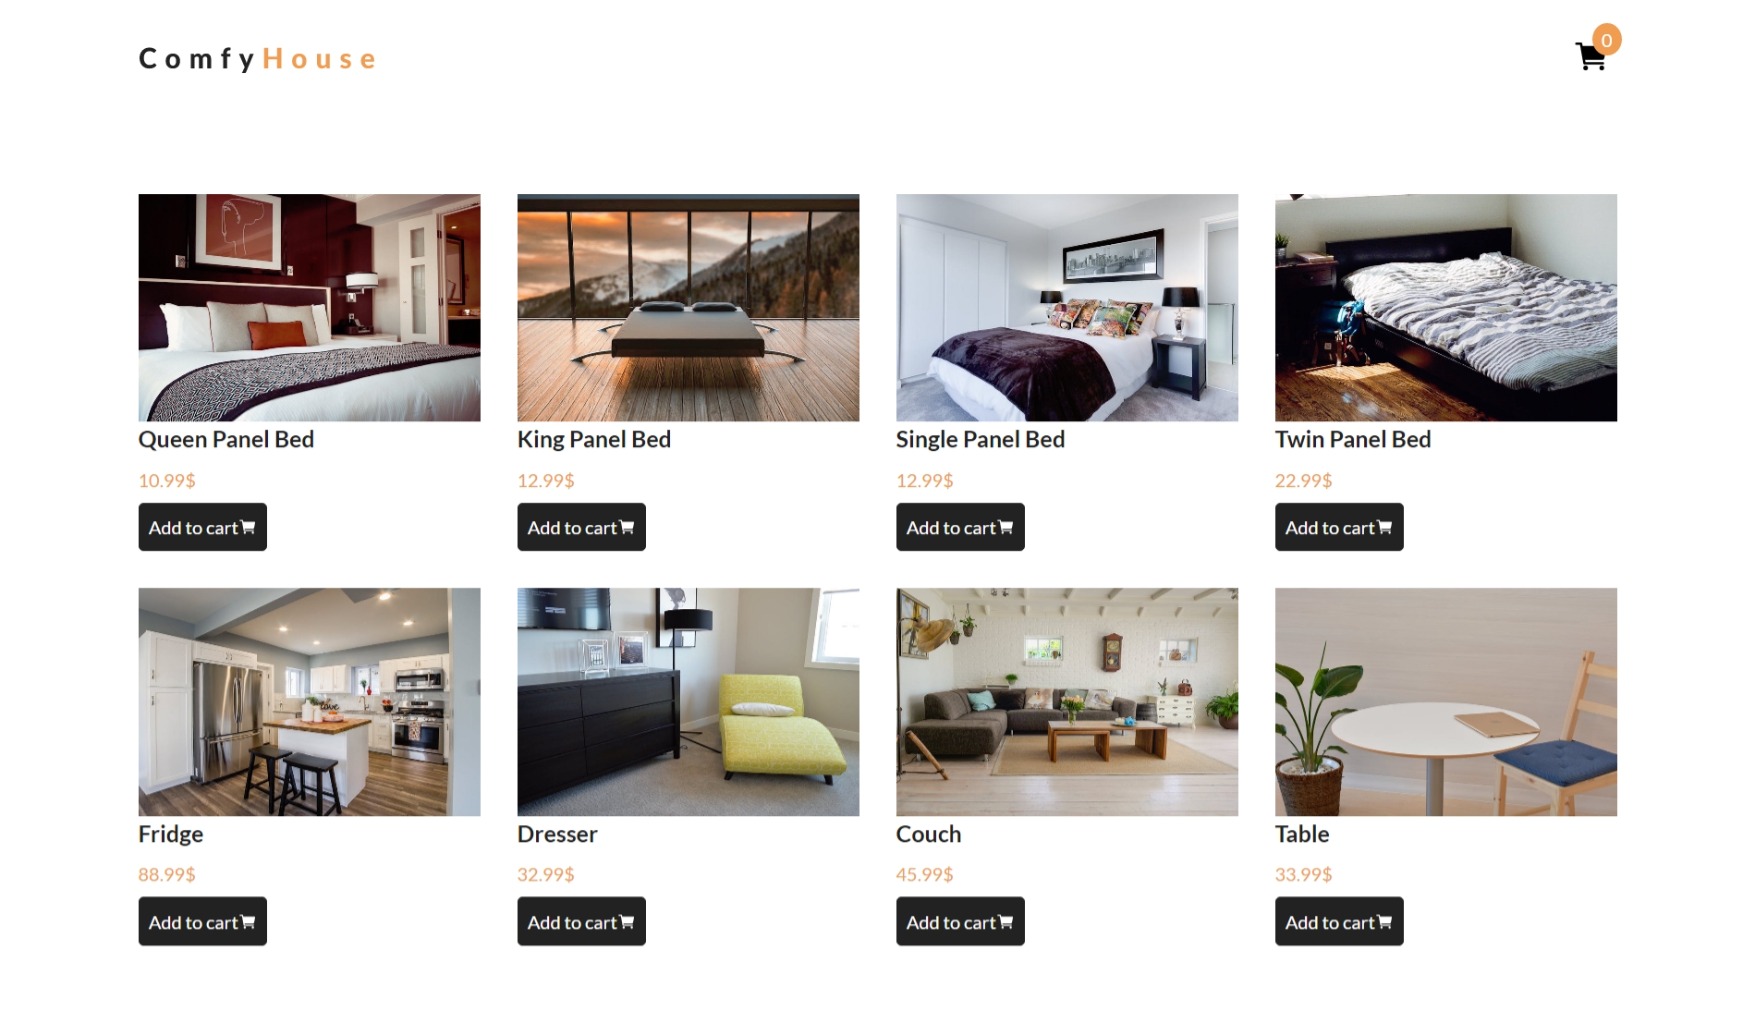 ComfyHouse
0
Queen Panel Bed
10.99$
Add to cart
King Panel Bed
12.99$
Add to cart
Single Panel Bed
12.99$
Add to cart
Twin Panel Bed
22.99$
Add to cart
Fridge
88.99$
Add to cart
Dresser
32.99$
Add to cart
Couch
45.99$
Add to cart
Table
33.99$
Add to cart